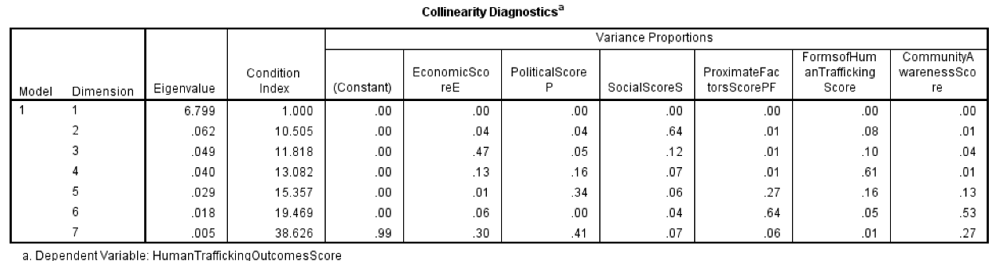 Collinearity Diagnosticsa
Variance Proportions
Model Dimension Eigenvalue Condition Index (Constant) EconomicScoreE PoliticalScoreP SocialScoreS ProximateFactorsScorePF FormsofHumanTraffickingScore CommunityAwarenessScore
1 1 6.799 1.000 .00 .00 .00 .00 .00 .00 .00
2 .062 10.505 .00 .04 .04 .64 .01 .08 .01
3 .049 11.818 .00 .47 .05 .12 .01 .10 .04
4 .040 13.082 .00 .13 .16 .07 .01 .61 .01
5 .029 15.357 .00 .01 .34 .06 .27 .16 .13
6 .018 19.469 .00 .06 .00 .04 .64 .05 .53
7 .005 38.626 .99 .30 .41 .07 .06 .01 .27
a. Dependent Variable: HumanTraffickingOutcomesScore